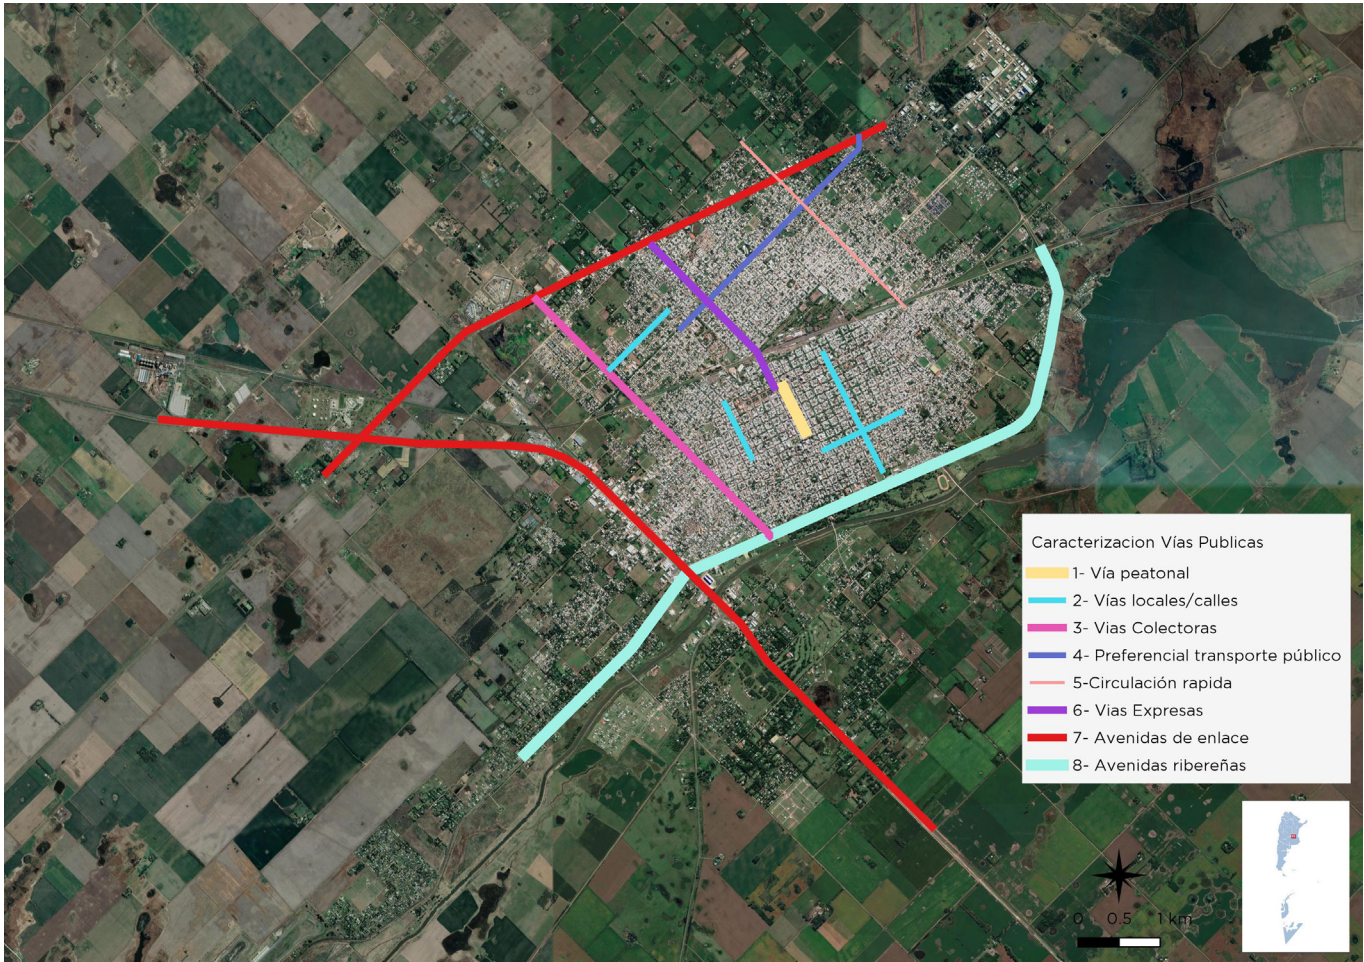 Caracterizacion Vías Publicas
1- Vía peatonal
2- Vías locales/calles
3- Vias Colectoras
4- Preferencial transporte público
5-Circulación rapida
6- Vias Expresas
7- Avenidas de enlace
8- Avenidas ribereñas
0 0.5 1 km